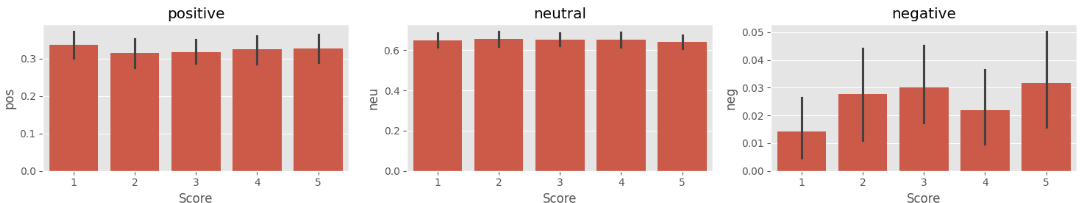 positive
0.3
0.2
0.1
0.0
pos
1 2 3 4 5
Score
neutral
0.6
0.4
0.2
0.0
neu
1 2 3 4 5
Score
negative
0.05
0.04
0.03
0.02
0.01
0.00
neg
1 2 3 4 5
Score